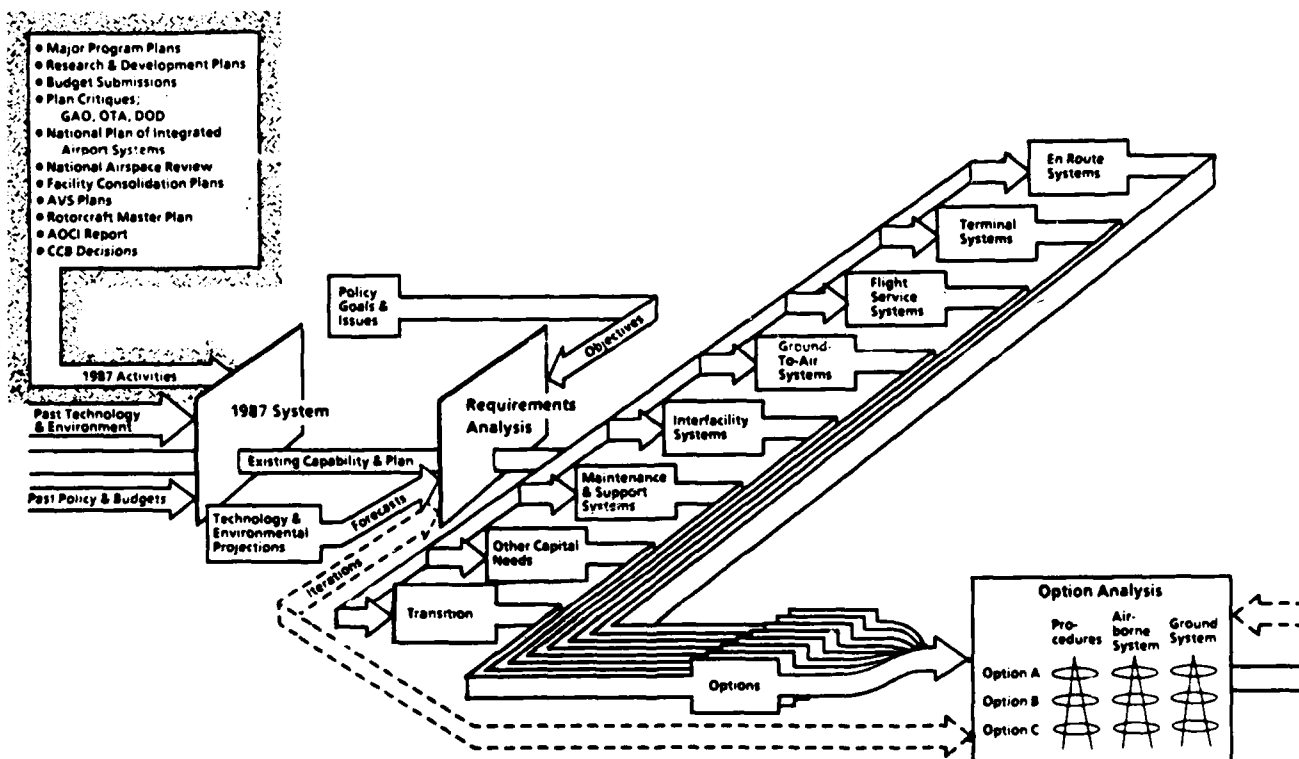 • Major Program Plans
• Research & Development Plans
• Budget Submissions
• Plan Critiques;
GAO, OTA, DOD
• National Plan of Integrated
Airport Systems
• National Airspace Review
• Facility Consolidation Plans
• AVS Plans
• Rotorcraft Master Plan
• AOCI Report
• CCB Decisions
1987 Activities
Past Technology
& Environment
Past Policy & Budgets
1987 System
Policy
Goals &
Issues
Objectives
Requirements
Analysis
Existing Capability & Plan
Technology &
Environmental
Projections
Forecasts
Iterations
En Route
Systems
Terminal
Systems
Flight
Service
Systems
Ground-
To-Air
Systems
Interfacility
Systems
Maintenance
& Support
Systems
Other Capital
Needs
Transition
Options
Option Analysis
Pro-
cedures
Air-
borne
System
Ground
System
Option A
Option B
Option C